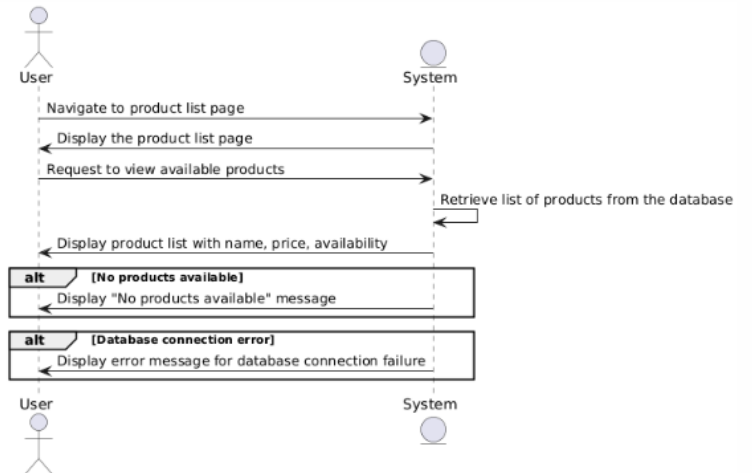 User
System
Navigate to product list page
Display the product list page
Request to view available products
Retrieve list of products from the database
Display product list with name, price, availability
alt [No products available]
Display "No products available" message
alt [Database connection error]
Display error message for database connection failure
User
System